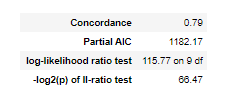 Concordance 0.79
Partial AIC 1182.17
log-likelihood ratio test 115.77 on 9 df
-log2(p) of ll-ratio test 66.47